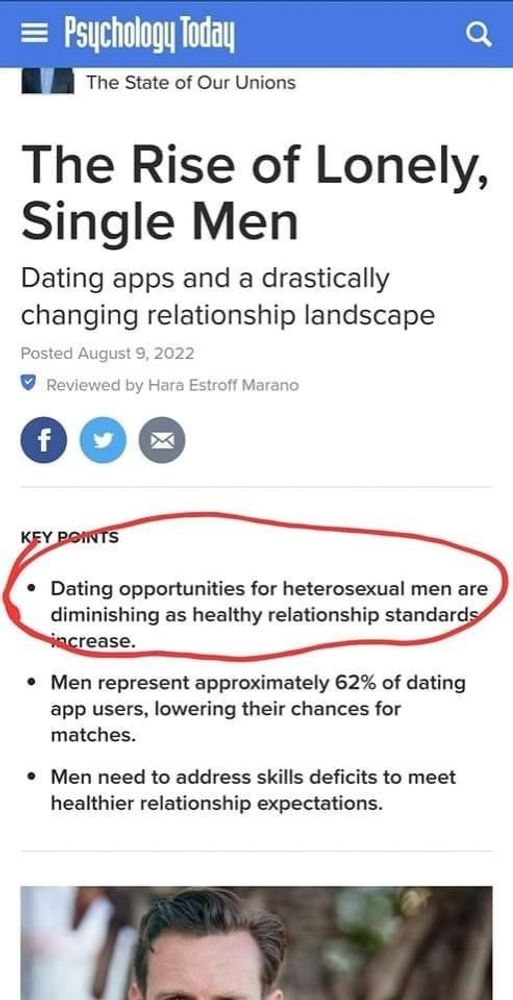 Psychology Today
The State of Our Unions
The Rise of Lonely,
Single Men
Dating apps and a drastically
changing relationship landscape
Posted August 9, 2022
Reviewed by Hara Estroff Marano
f
KEY POINTS
• Dating opportunities for heterosexual men are
diminishing as healthy relationship standards
increase.
• Men represent approximately 62% of dating
app users, lowering their chances for
matches.
• Men need to address skills deficits to meet
healthier relationship expectations.